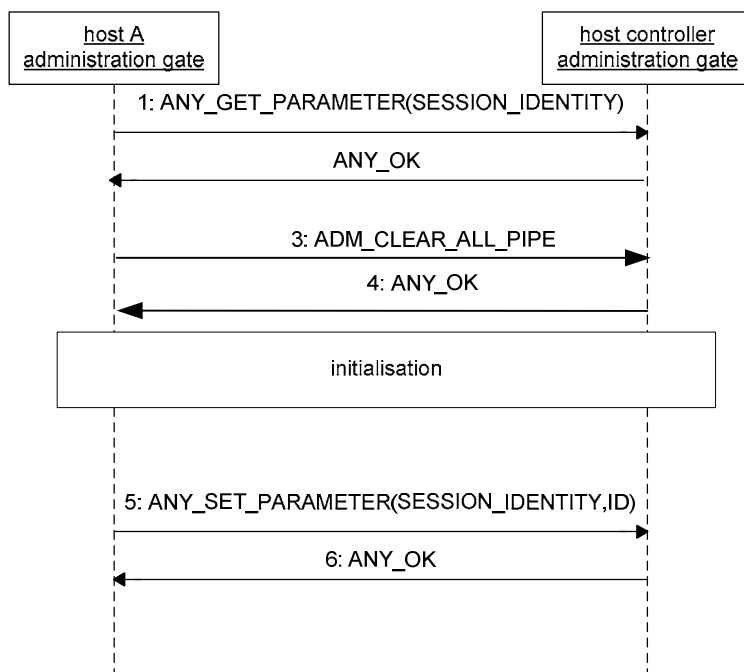 host A
administration gate
host controller
administration gate
1: ANY_GET_PARAMETER(SESSION_IDENTITY)
ANY_OK
3: ADM_CLEAR_ALL_PIPE
4: ANY_OK
initialisation
5: ANY_SET_PARAMETER(SESSION_IDENTITY,ID)
6: ANY_OK